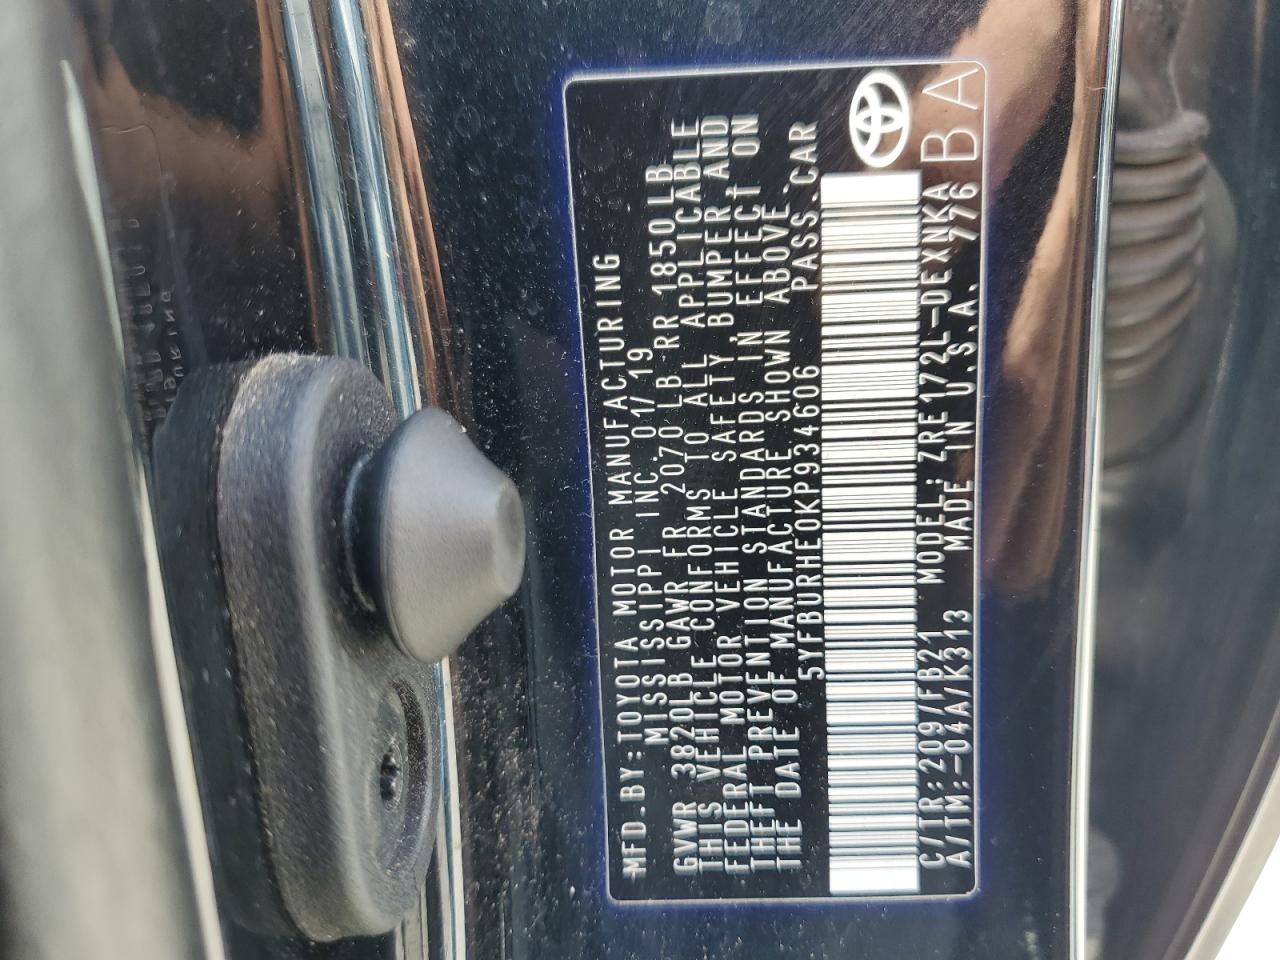 MFD.BY:TOYOTA MOTOR MANUFACTURING
MISSISSIPPI INC. 01/19
GVWR 3820LB GAWR FR 2070 LB RR 1850 LB
THIS VEHICLE CONFORMS TO ALL APPLICABLE
FEDERAL MOTOR VEHICLE SAFETY, BUMPER, AND
THEFT PREVENTION STANDARDS IN EFFECT ON
THE DATE OF MANUFACTURE SHOWN ABOVE.
5YFBURHE0KP934606 PASS.CAR
C/TR:209/FB21 MODEL:ZRE172L-DEXNKA
A/TM:-04A/K313 MADE IN U.S.A. 776
BA